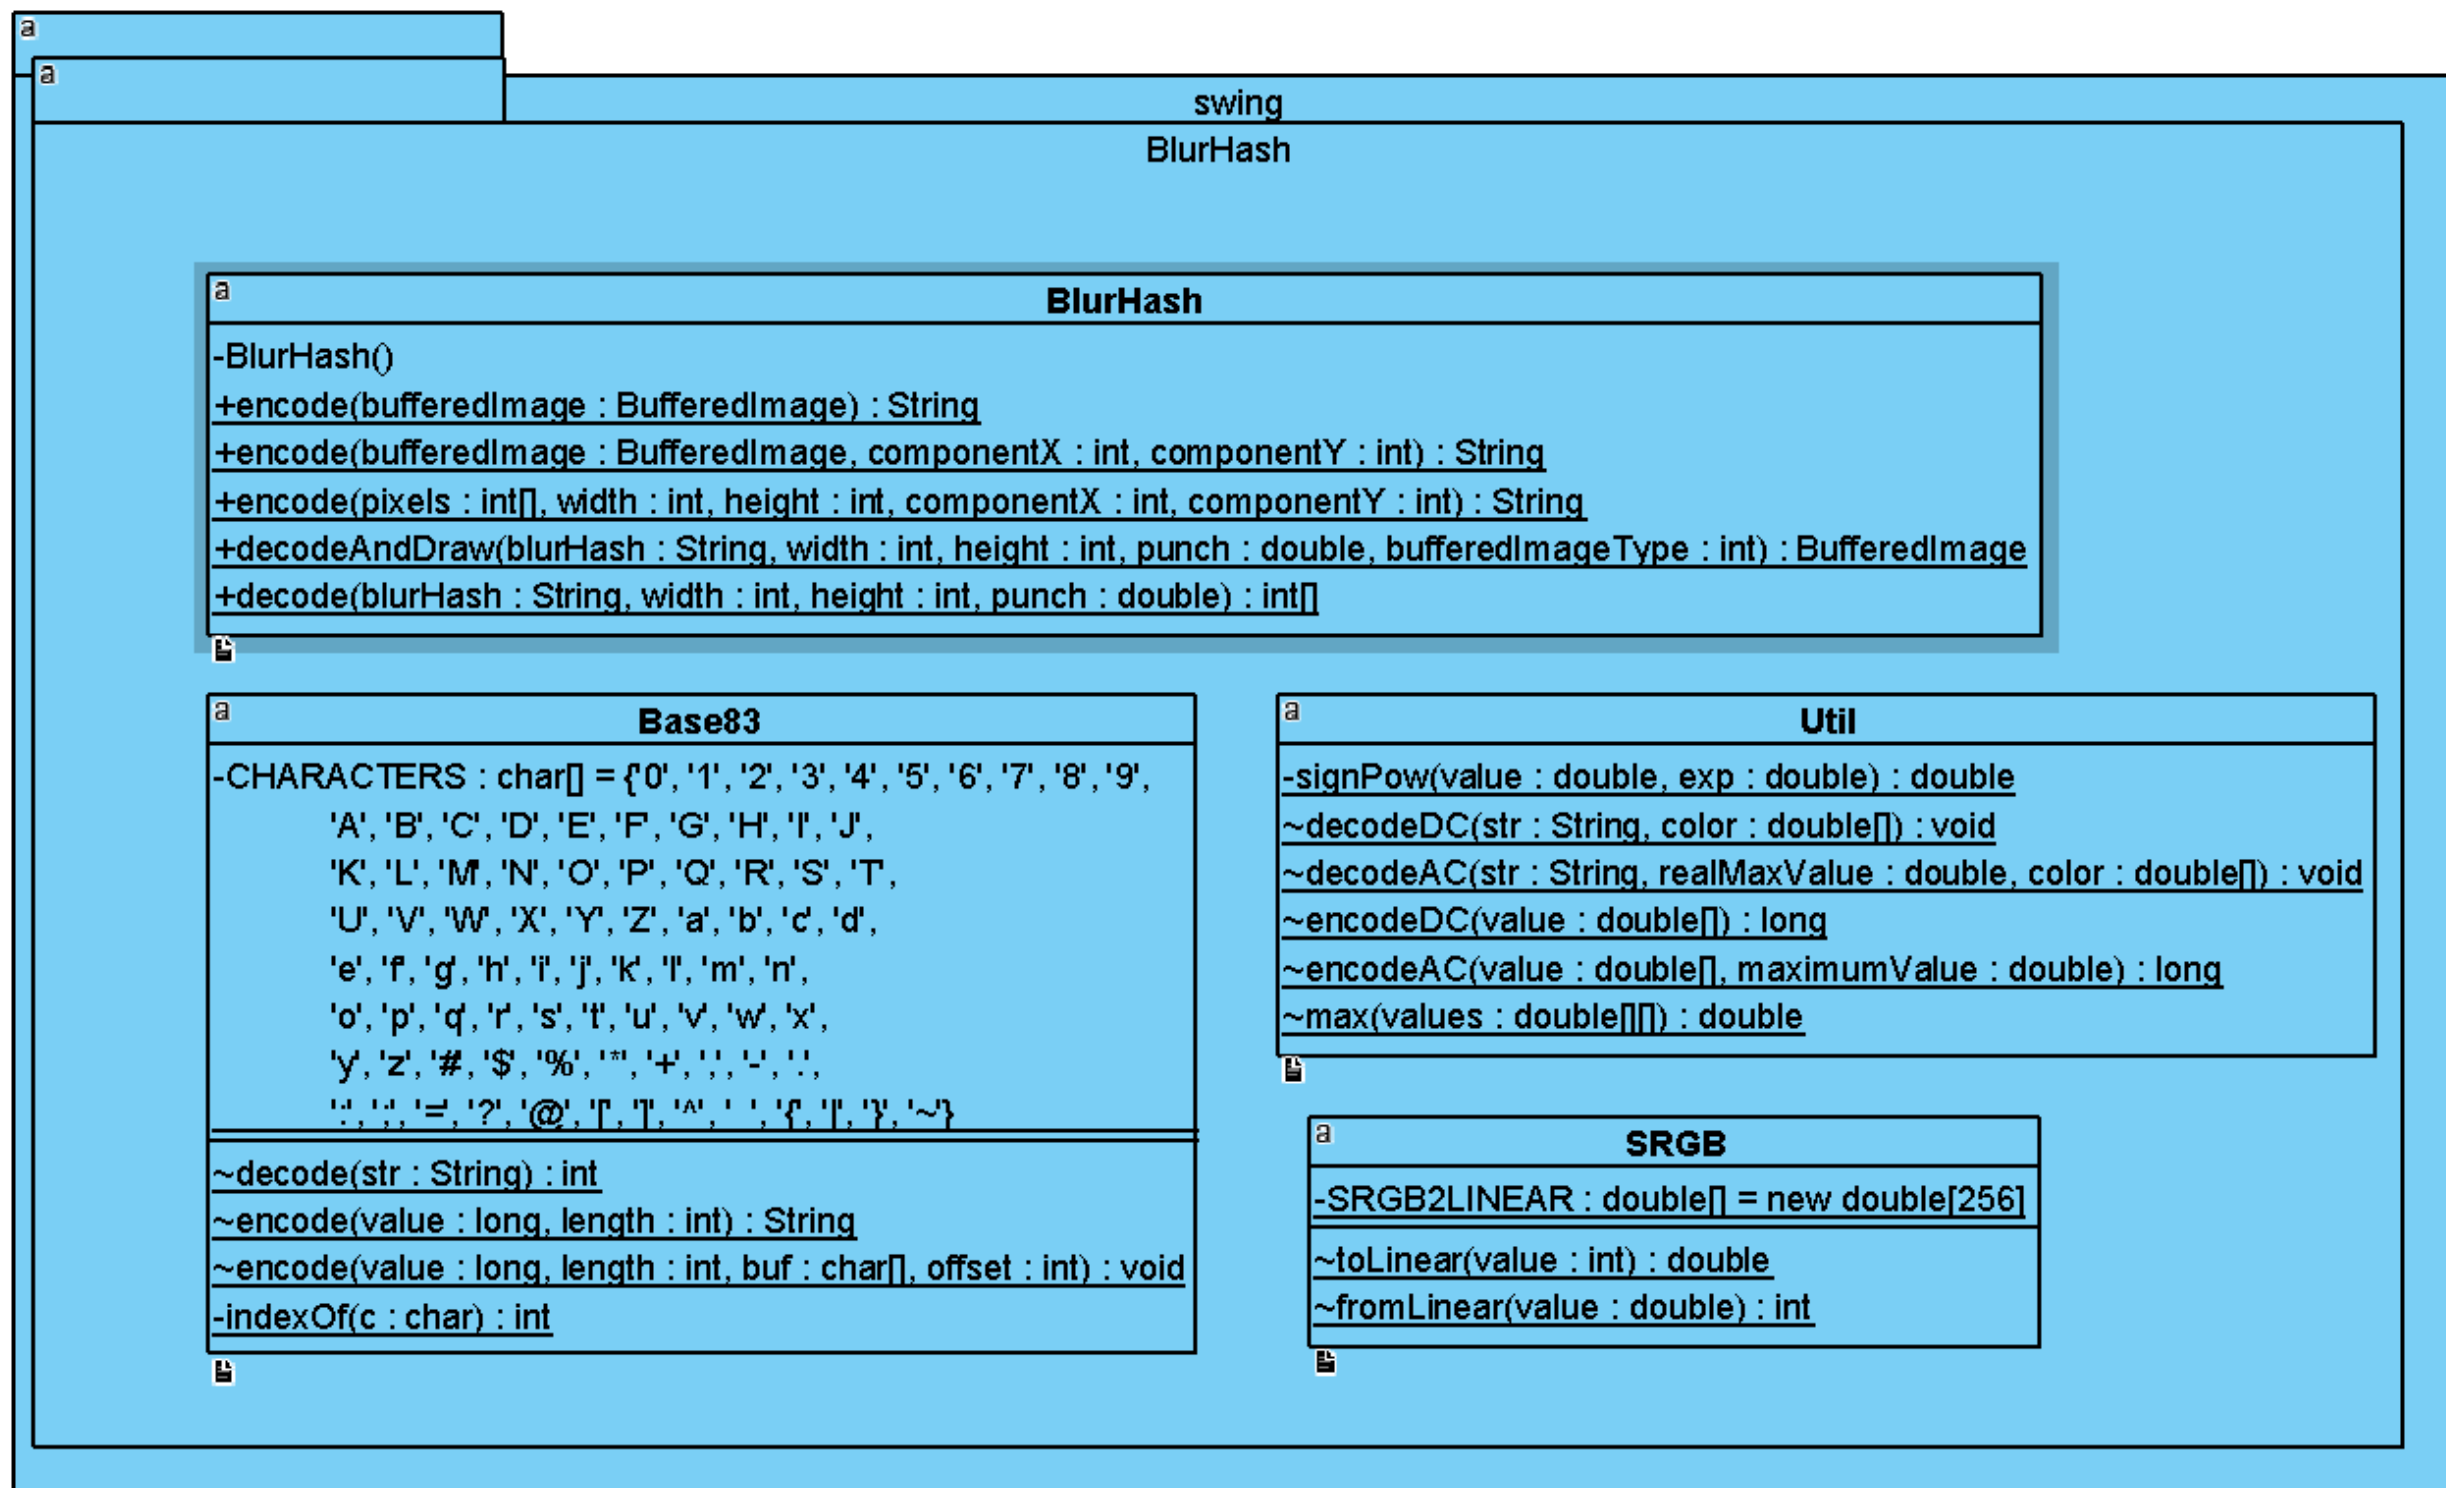 a
a
swing
BlurHash
a
BlurHash
-BlurHash()
+encode(bufferedImage : BufferedImage) : String
+encode(bufferedImage : BufferedImage, componentX : int, componentY : int) : String
+encode(pixels : int[], width : int, height : int, componentX : int, componentY : int) : String
+decodeAndDraw(blurHash : String, width : int, height : int, punch : double, bufferedImageType : int) : BufferedImage
+decode(blurHash : String, width : int, height : int, punch : double) : int[]
a
Base83
-CHARACTERS : char[] = {'0', '1', '2', '3', '4', '5', '6', '7', '8', '9',
'A', 'B', 'C', 'D', 'E', 'F', 'G', 'H', 'I', 'J',
'K', 'L', 'M', 'N', 'O', 'P', 'Q', 'R', 'S', 'T',
'U', 'V', 'W', 'X', 'Y', 'Z', 'a', 'b', 'c', 'd',
'e', 'f', 'g', 'h', 'i', 'j', 'k', 'l', 'm', 'n',
'o', 'p', 'q', 'r', 's', 't', 'u', 'v', 'w', 'x',
'y', 'z', '#', '$', '%', '*', '+', ',', '-', '.',
':', ';', '=', '?', '@', '[', ']', '^', '_', '{', '|', '}', '~'}
~decode(str : String) : int
~encode(value : long, length : int) : String
~encode(value : long, length : int, buf : char[], offset : int) : void
-indexOf(c : char) : int
a
Util
-signPow(value : double, exp : double) : double
~decodeDC(str : String, color : double[]) : void
~decodeAC(str : String, realMaxValue : double, color : double[]) : void
~encodeDC(value : double[]) : long
~encodeAC(value : double[], maximumValue : double) : long
~max(values : double[][]) : double
a
SRGB
-SRGB2LINEAR : double[] = new double[256]
~toLinear(value : int) : double
~fromLinear(value : double) : int